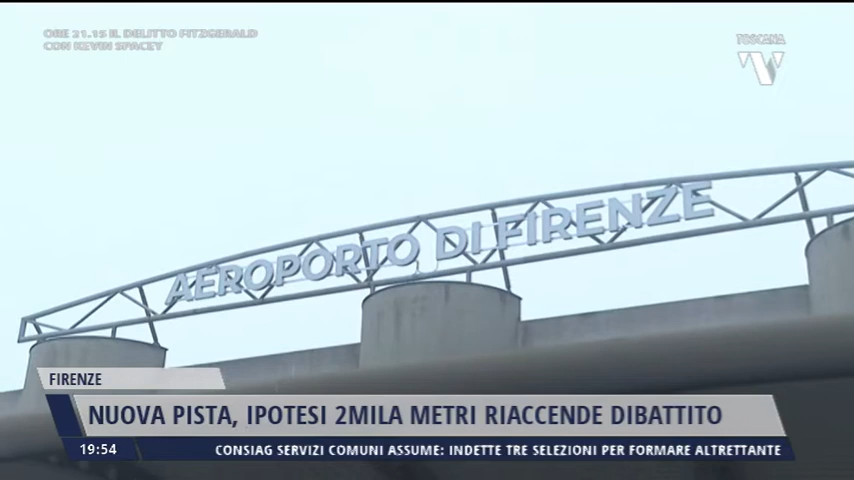 ORE 21.15 IL DELITTO FITZGERALD
CON KEVIN SPACEY
TOSCANA
TV
AEROPORTO DI FIRENZE
FIRENZE
NUOVA PISTA, IPOTESI 2MILA METRI RIACCENDE DIBATTITO
19:54
CONSIAG SERVIZI COMUNI ASSUME: INDETTE TRE SELEZIONI PER FORMARE ALTRETTANTE